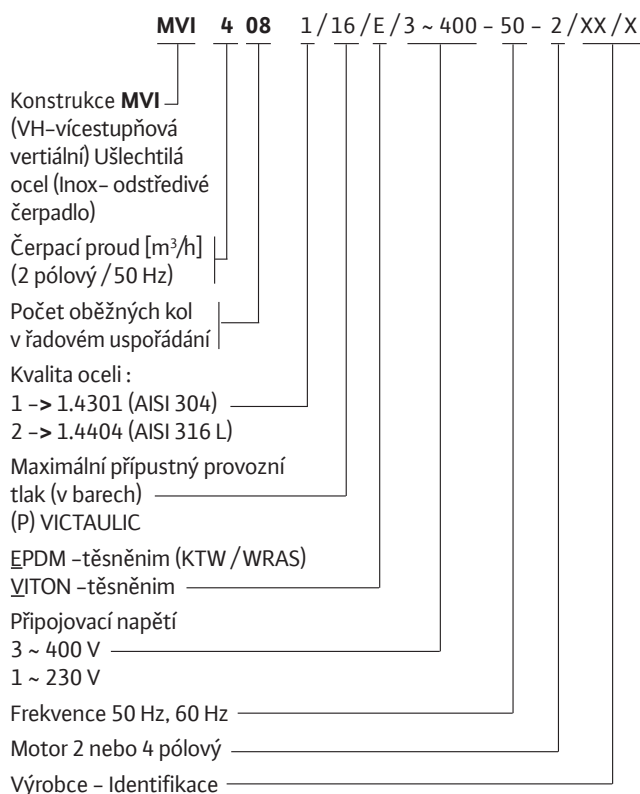 MVI 4 08 1/16/E/3 ~ 400 – 50 – 2/XX/X
Konstrukce MVI
(VH–vícestupňová
vertiální) Ušlechtilá
ocel (Inox– odstředivé
čerpadlo)
Čerpací proud [m³/h]
(2 pólový / 50 Hz)
Počet oběžných kol
v řadovém uspořádání
Kvalita oceli :
1 –> 1.4301 (AISI 304)
2 –> 1.4404 (AISI 316 L)
Maximální přípustný provozní
tlak (v barech)
(P) VICTAULIC
EPDM –těsněnim (KTW / WRAS)
VITON –těsněnim
Připojovací napětí
3 ~ 400 V
1 ~ 230 V
Frekvence 50 Hz, 60 Hz
Motor 2 nebo 4 pólový
Výrobce – Identifikace